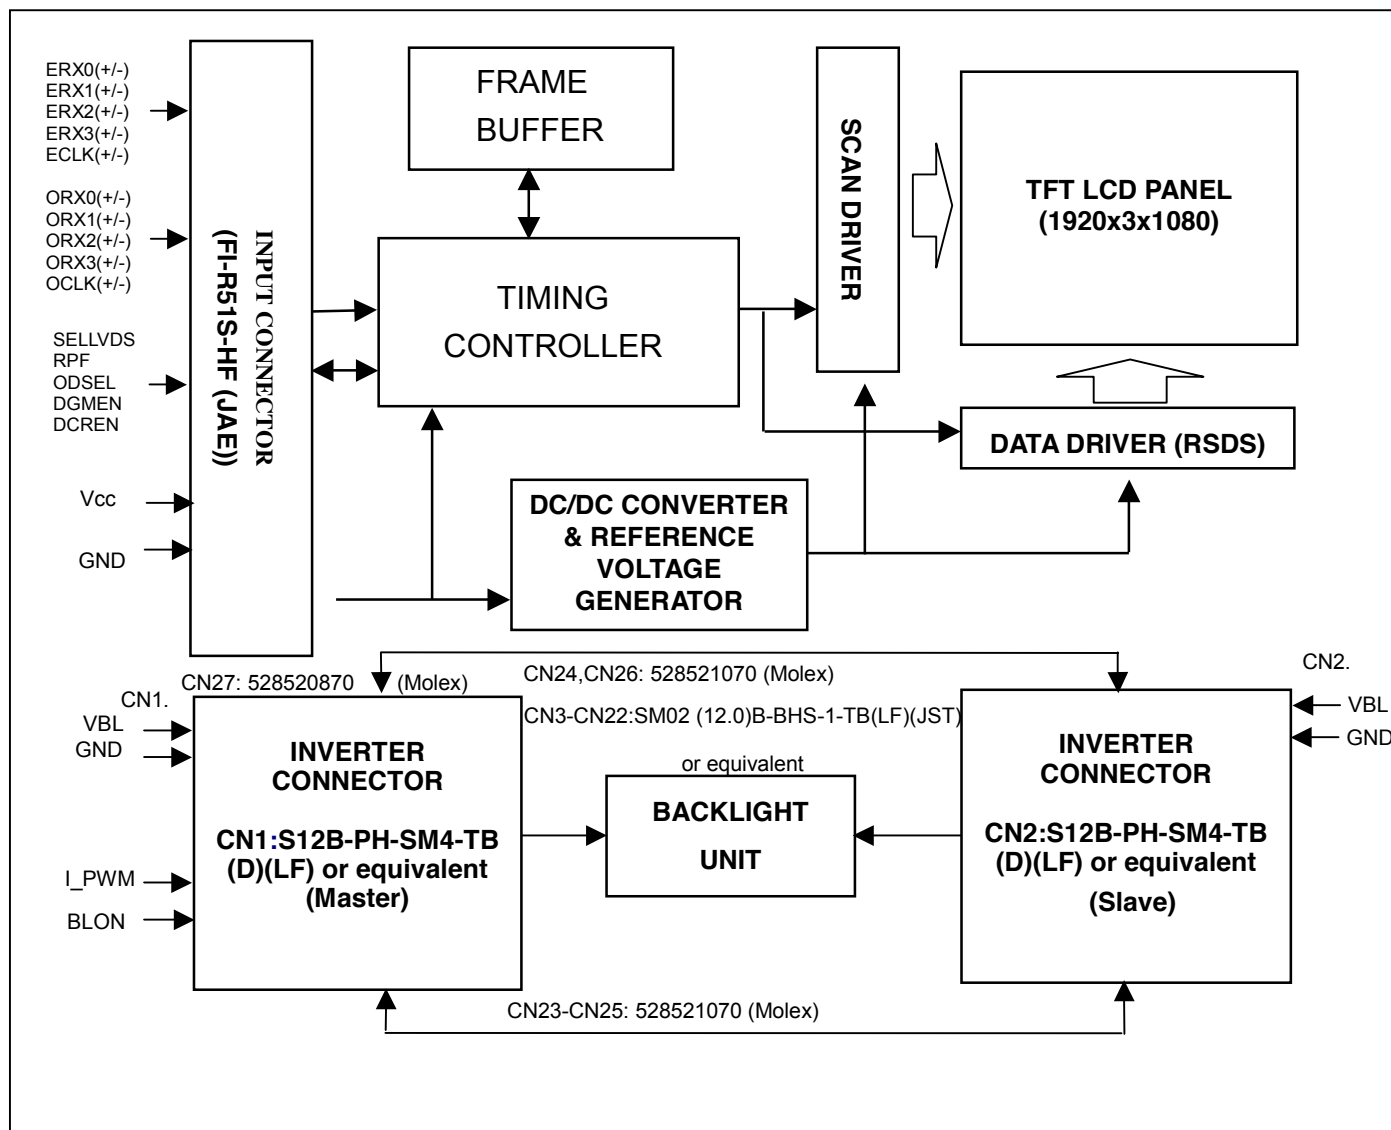 ERX0(+/-)
ERX1(+/-)
ERX2(+/-)
ERX3(+/-)
ECLK(+/-)
ORX0(+/-)
ORX1(+/-)
ORX2(+/-)
ORX3(+/-)
OCLK(+/-)
SELLVDS
RPF
ODSEL
DGMEN
DCREN
Vcc
GND
INPUT CONNECTOR
(FI-R51S-HF (JAE))
FRAME
BUFFER
TIMING
CONTROLLER
SCAN DRIVER
TFT LCD PANEL
(1920x3x1080)
DATA DRIVER (RSDS)
DC/DC CONVERTER
& REFERENCE
VOLTAGE
GENERATOR
CN27: 528520870 (Molex)
CN24,CN26: 528521070 (Molex)
CN3-CN22:SM02 (12.0)B-BHS-1-TB(LF)(JST)
or equivalent
CN1.
VBL
GND
I_PWM
BLON
INVERTER
CONNECTOR
CN1:S12B-PH-SM4-TB
(D)(LF) or equivalent
(Master)
BACKLIGHT
UNIT
INVERTER
CONNECTOR
CN2:S12B-PH-SM4-TB
(D)(LF) or equivalent
(Slave)
CN2.
VBL
GND
CN23-CN25: 528521070 (Molex)